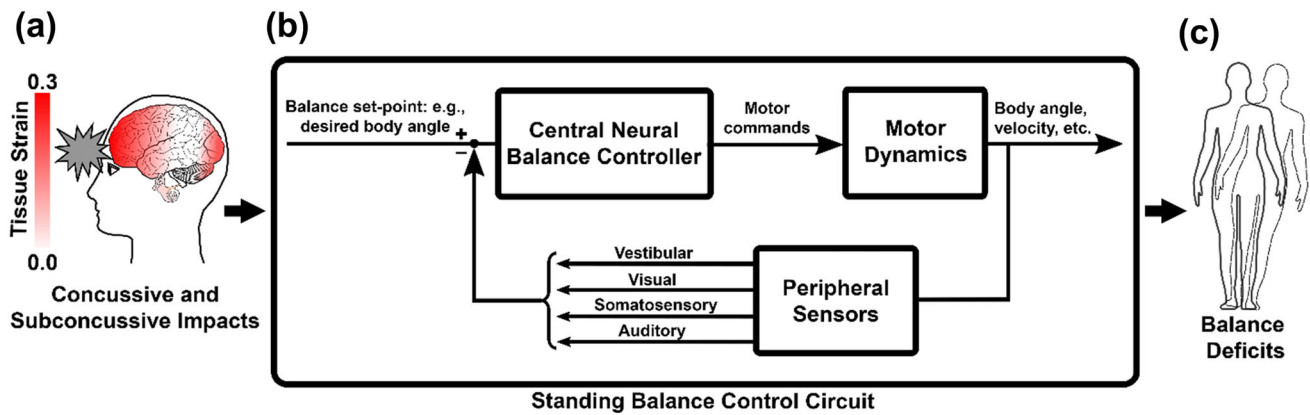 (a)
0.3
Tissue Strain
0.0
Concussive and
Subconcussive Impacts
(b)
Balance set-point: e.g.,
desired body angle
+
−
Central Neural
Balance Controller
Motor
commands
Motor
Dynamics
Body angle,
velocity, etc.
Vestibular
Visual
Somatosensory
Auditory
Peripheral
Sensors
Standing Balance Control Circuit
(c)
Balance
Deficits